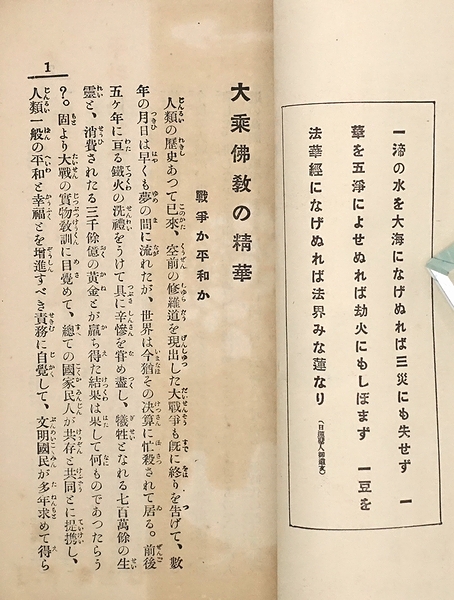 一滴の水を大海になげぬれば三災にも失せず 一
華を五淨によせぬれば劫火にもしぼまず 一豆を
法華經になげぬれば法界みな蓮なり
(日蓮聖人御遺文)
大乘佛敎の精華
戰爭か平和か
人類の歷史あつて已來、空前の修羅道を現出した大戰爭も既に終りを吿げて、數
年の月日は早くも夢の間に流れたが、世界は今猶その決算に忙殺されて居る。前後
五ケ年に亙る鐵火の洗禮をうけて具に辛慘を甞め盡し、犧牲となれる七百萬餘の生
靈と、消費されたる三千餘億の黃金とが贏ち得た結果は果して何ものであつたらう
?。固より大戰の實物敎訓に目覺めて、總ての國家民人が共存と共同とに提携し、
人類一般の平和と幸福とを增進すべき責務に自覺して、文明國民が多年求めて得ら
1